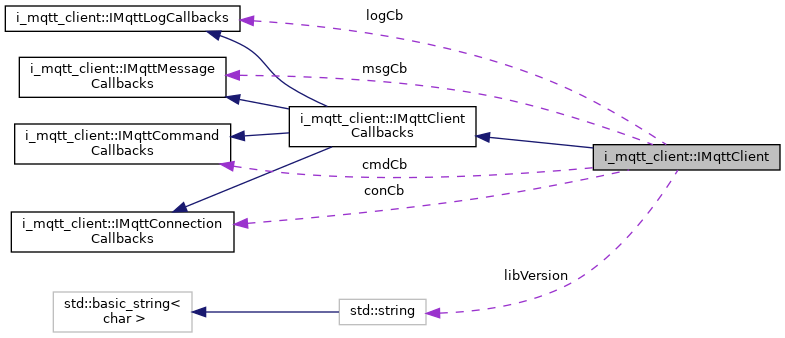 i_mqtt_client::IMqttLogCallbacks
logCb
i_mqtt_client::IMqttMessage
Callbacks
msgCb
i_mqtt_client::IMqttClient
Callbacks
i_mqtt_client::IMqttCommand
Callbacks
i_mqtt_client::IMqttClient
cmdCb
conCb
i_mqtt_client::IMqttConnection
Callbacks
libVersion
std::basic_string<
char >
std::string